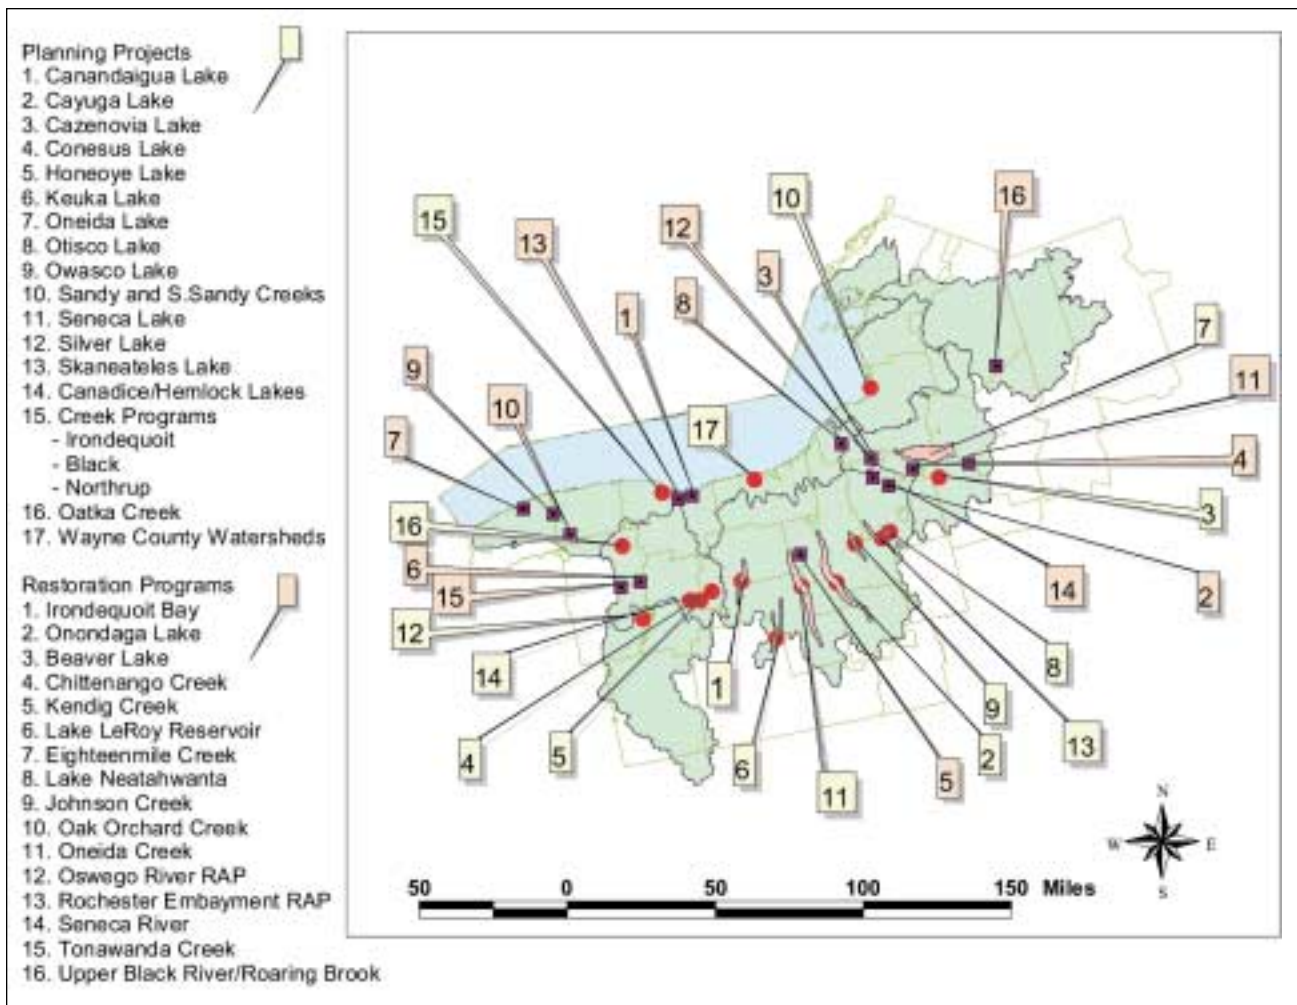 Planning Projects
1. Canandaigua Lake
2. Cayuga Lake
3. Cazenovia Lake
4. Conesus Lake
5. Honeoye Lake
6. Keuka Lake
7. Oneida Lake
8. Otisco Lake
9. Owasco Lake
10. Sandy and S.Sandy Creeks
11. Seneca Lake
12. Silver Lake
13. Skaneateles Lake
14. Canadice/Hemlock Lakes
15. Creek Programs
- Irondequoit
- Black
- Northrup
16. Oatka Creek
17. Wayne County Watersheds
Restoration Programs
1. Irondequoit Bay
2. Onondaga Lake
3. Beaver Lake
4. Chittenango Creek
5. Kendig Creek
6. Lake LeRoy Reservoir
7. Eighteenmile Creek
8. Lake Neatahwanta
9. Johnson Creek
10. Oak Orchard Creek
11. Oneida Creek
12. Oswego River RAP
13. Rochester Embayment RAP
14. Seneca River
15. Tonawanda Creek
16. Upper Black River/Roaring Brook
10
16
15
12
13
3
8
1
7
9
11
10
17
7
4
16
3
6
15
14
2
12
14
1
8
9
13
4
5
6
2
5
11
N
W E
S
50 0 50 100 150 Miles